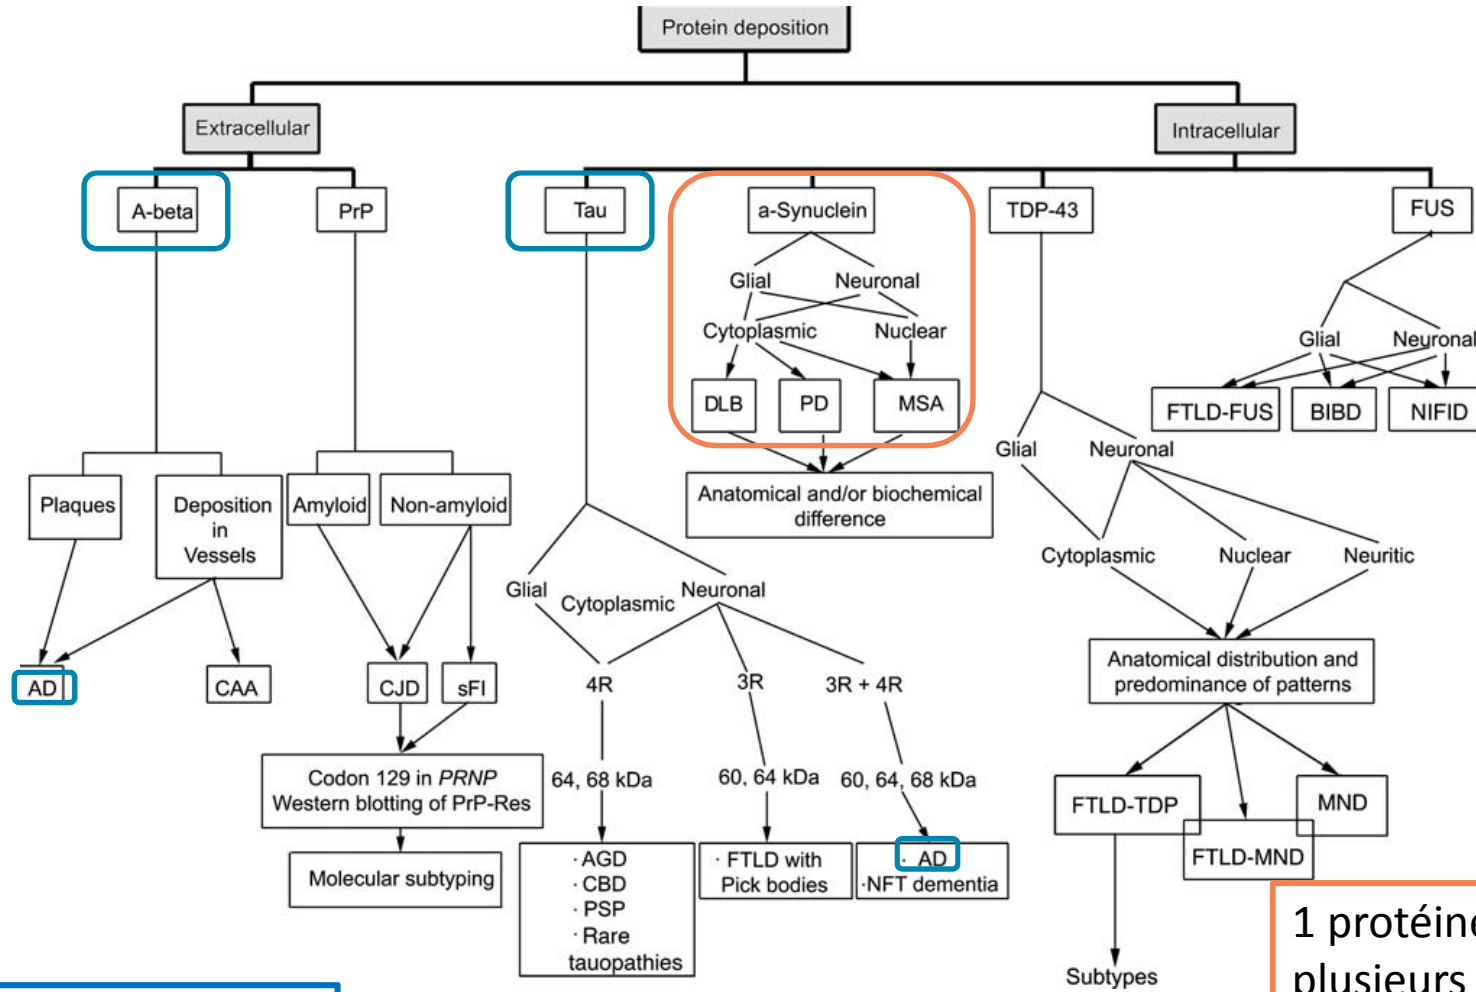 Protein deposition
Extracellular
Intracellular
A-beta
PrP
Tau
a-Synuclein
TDP-43
FUS
Glial
Neuronal
Cytoplasmic
Nuclear
Glial
Neuronal
DLB
PD
MSA
FTLD-FUS
BIBD
NIFID
Glial
Neuronal
Plaques
Deposition
in
Vessels
Amyloid
Non-amyloid
Anatomical and/or biochemical
difference
Cytoplasmic
Nuclear
Neuritic
Glial
Cytoplasmic
Neuronal
AD
CAA
CJD
sFI
4R
3R
3R + 4R
Anatomical distribution and
predominance of patterns
Codon 129 in PRNP
Western blotting of PrP-Res
64, 68 kDa
60, 64 kDa
60, 64, 68 kDa
FTLD-TDP
MND
FTLD-MND
Molecular subtyping
· AGD
· CBD
· PSP
· Rare
tauopathies
· FTLD with
Pick bodies
· AD
·NFT dementia
Subtypes
1 protéine
plusieurs